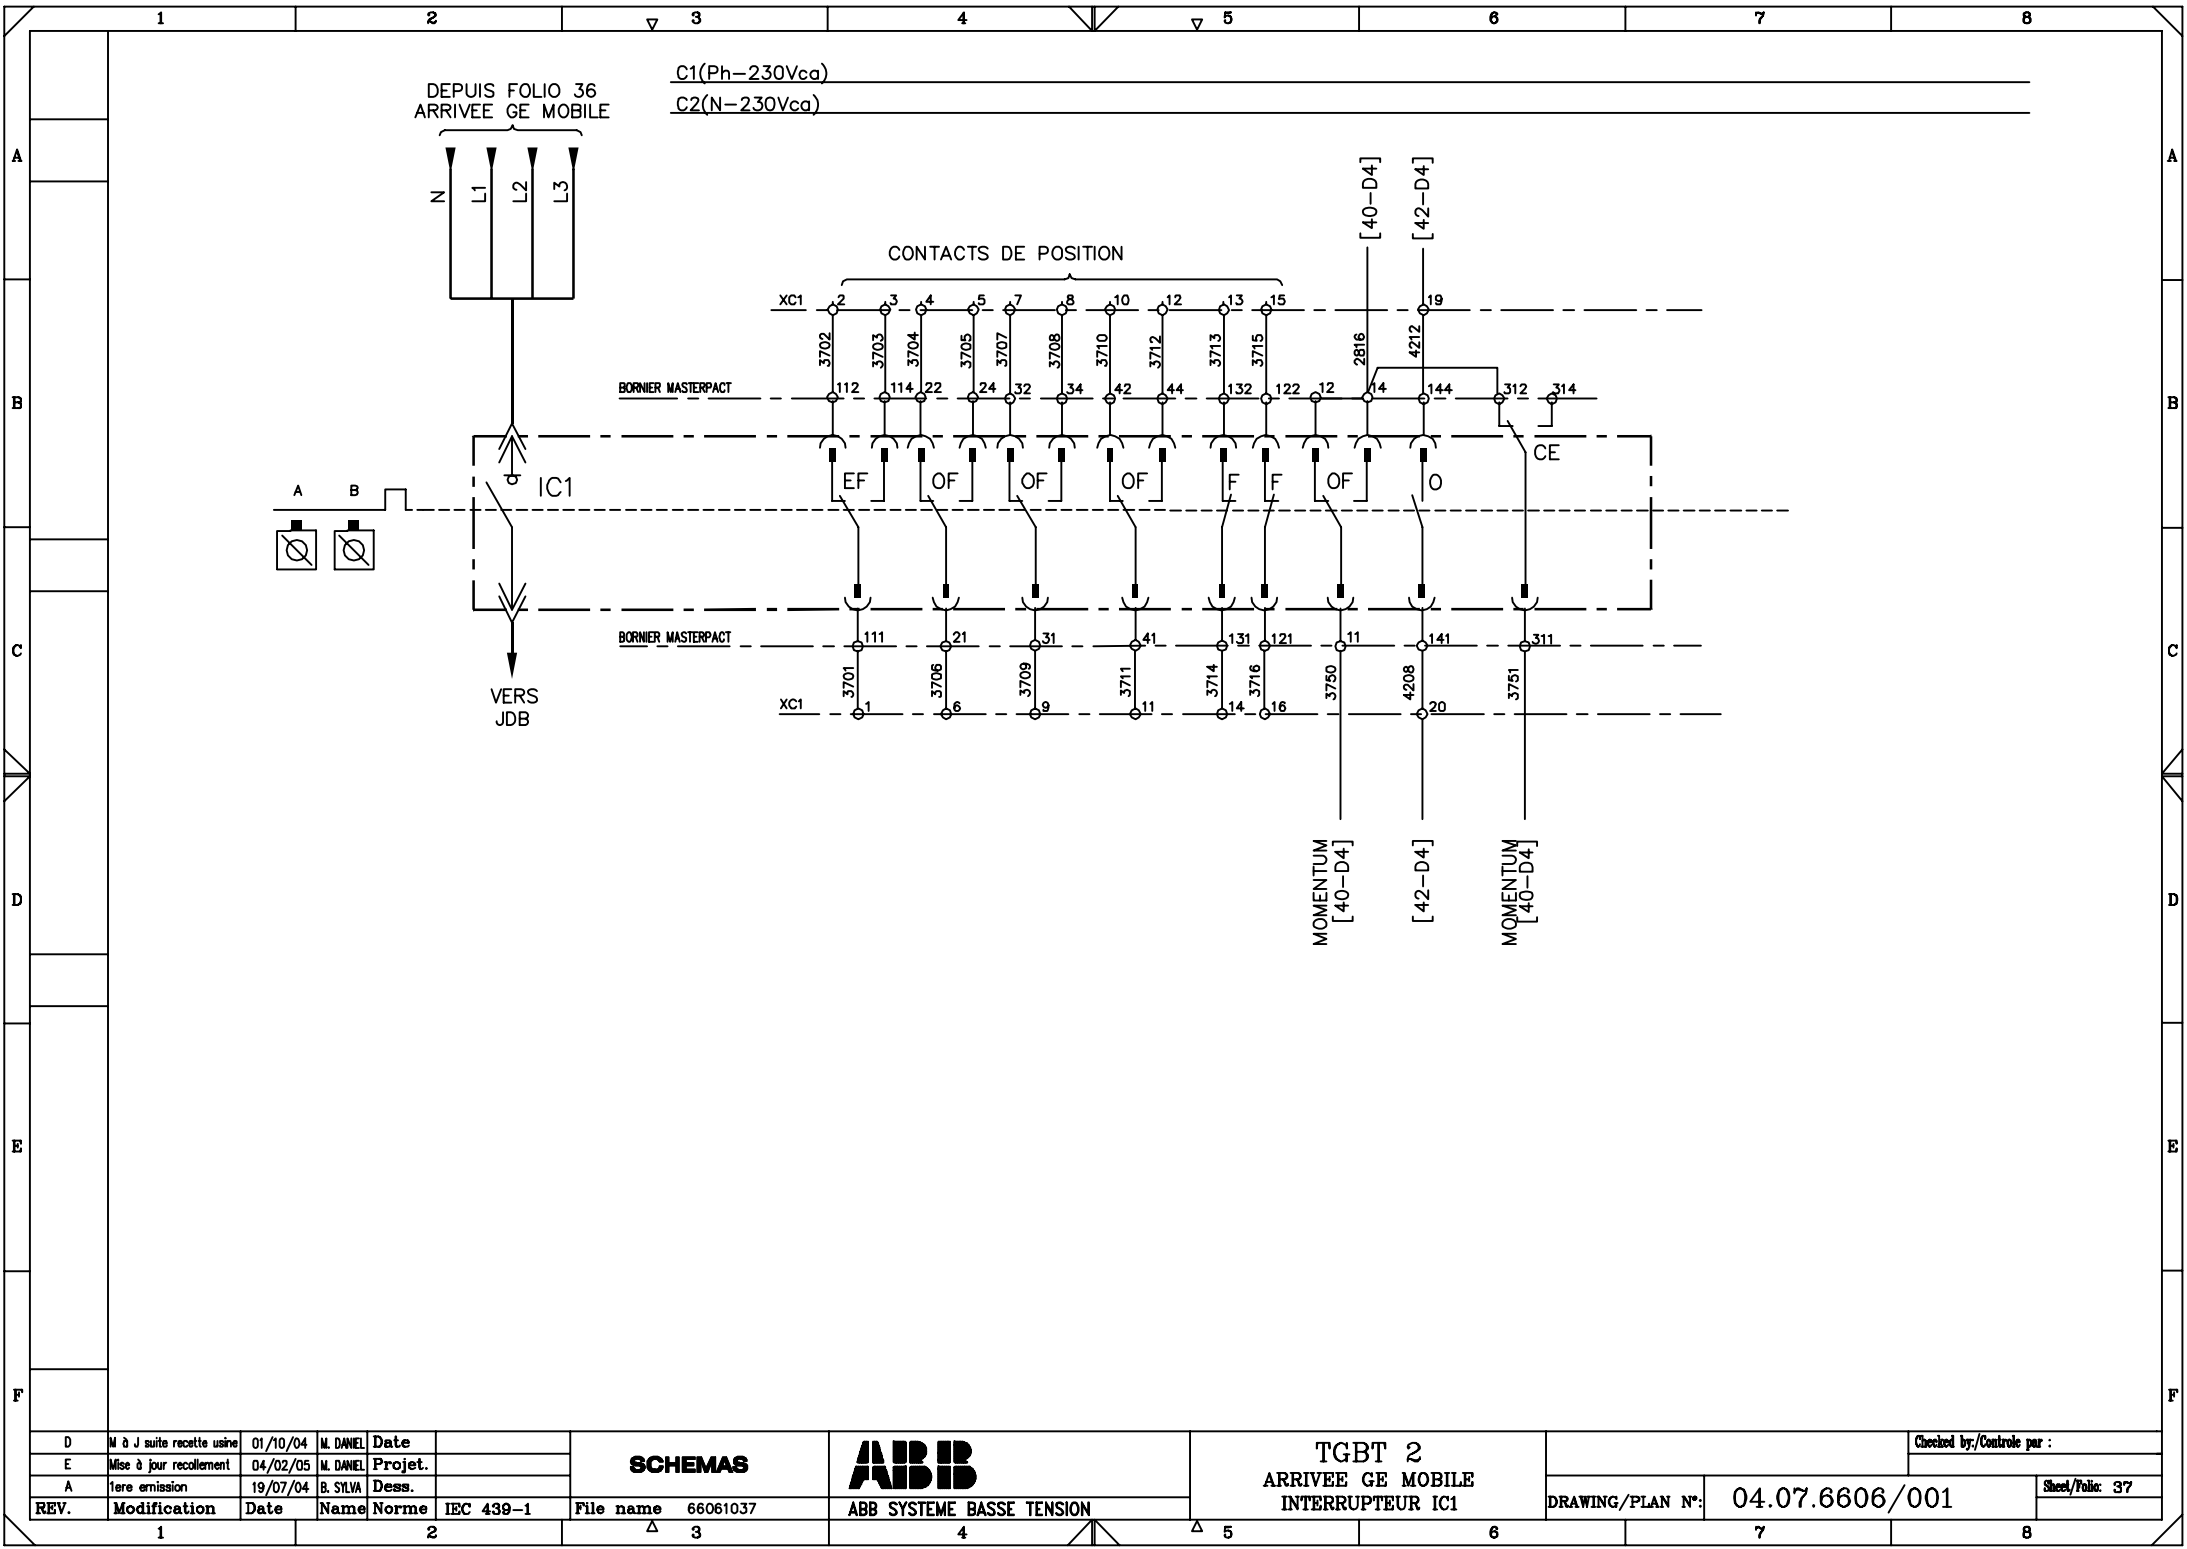 1 2 3 4 5 6 7 8
C1(Ph-230Vca)
C2(N-230Vca)
DEPUIS FOLIO 36
ARRIVEE GE MOBILE
A A
N L1 L2 L3
[40-D4] [42-D4]
CONTACTS DE POSITION
XC1 2 3 4 5 7 8 10 12 13 15 19
3702 3703 3704 3705 3707 3708 3710 3712 3713 3715 2816 4212
BORNIER MASTERPACT 112 114 22 24 32 34 42 44 132 122 12 14 144 312 314
B B
CE
IC1 EF OF OF OF F F OF O
A B
BORNIER MASTERPACT 111 21 31 41 131 121 11 141 311
C C
3701 3706 3709 3711 3714 3716 3750 4208 3751
XC1 1 6 9 11 14 16 20
VERS
JDB
MOMENTUM
[40-D4]
[42-D4]
MOMENTUM
[40-D4]
D D
E E
F F
D M à J suite recette usine 01/10/04 M. DANIEL Date
E Mise à jour recollement 04/02/05 M. DANIEL Projet.
A 1ere emission 19/07/04 B. SYLVA Dess.
REV. Modification Date Name Norme IEC 439-1 File name 66061037
SCHEMAS
ABB
ABB SYSTEME BASSE TENSION
TGBT 2
ARRIVEE GE MOBILE
INTERRUPTEUR IC1
Checked by:/Controle par :
DRAWING/PLAN N°: 04.07.6606/001
Sheet/Folio: 37
1 2 3 4 5 6 7 8